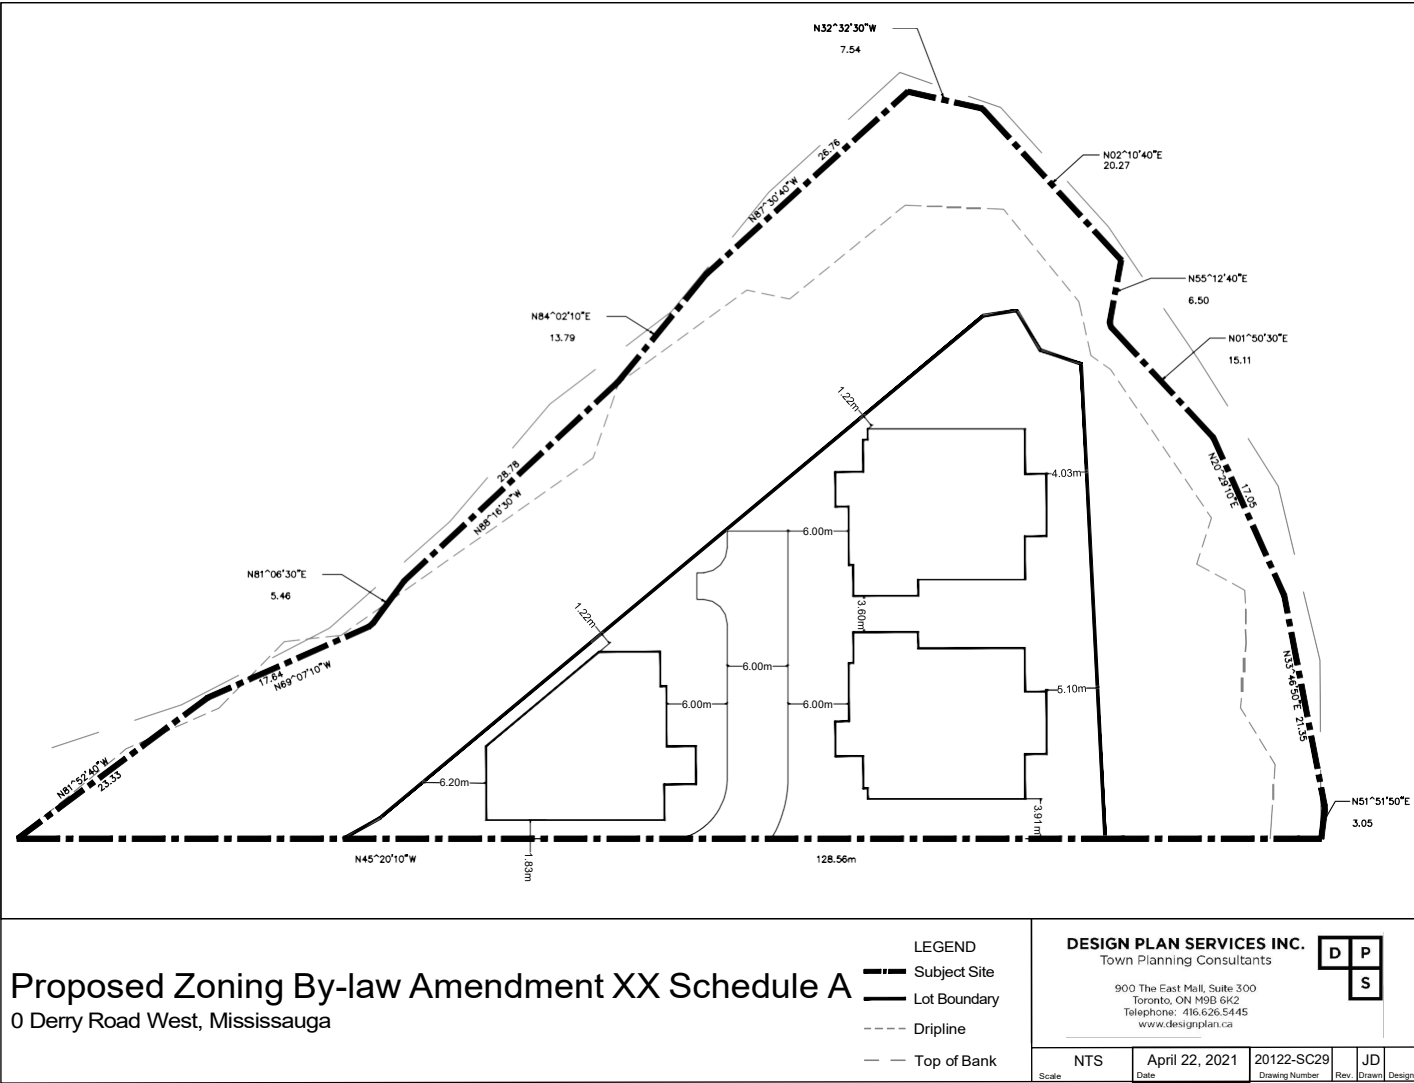 N32^32'30"W
7.54
26.76
N87^30'40"W
N02^10'40"E
20.27
N55^12'40"E
6.50
N84^02'10"E
13.79
N01^50'30"E
15.11
1.22m
28.78
N88^16'30"W
4.03m
N20^29'10"E
17.05
6.00m
N81^06'30"E
5.46
3.60m
1.22m
17.64
N69^07'10"W
6.00m
N33^46'50"E 21.35
6.00m
6.00m
5.10m
N81^52'40"W
23.33
6.20m
N51^51'50"E
3.05
3.91m
N45^20'10"W
1.83m
128.56m
Proposed Zoning By-law Amendment XX Schedule A
0 Derry Road West, Mississauga
LEGEND
Subject Site
Lot Boundary
Dripline
Top of Bank
DESIGN PLAN SERVICES INC.
Town Planning Consultants
D P
S
900 The East Mall, Suite 300
Toronto, ON M9B 6K2
Telephone: 416.626.5445
www.designplan.ca
NTS
Scale
April 22, 2021
Date
20122-SC29
Drawing Number
Rev.
JD
Drawn
Design